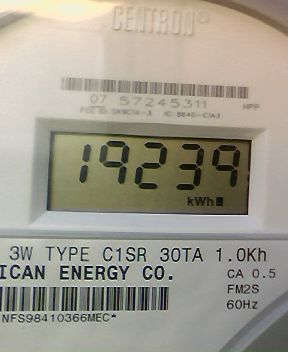 CENTRON®
07 57245311
HPP
19239
kWh
3W TYPE C1SR 30TA 1.0Kh
ICAN ENERGY CO.
CA 0.5
FM2S
60Hz
NFS98410366MEC*